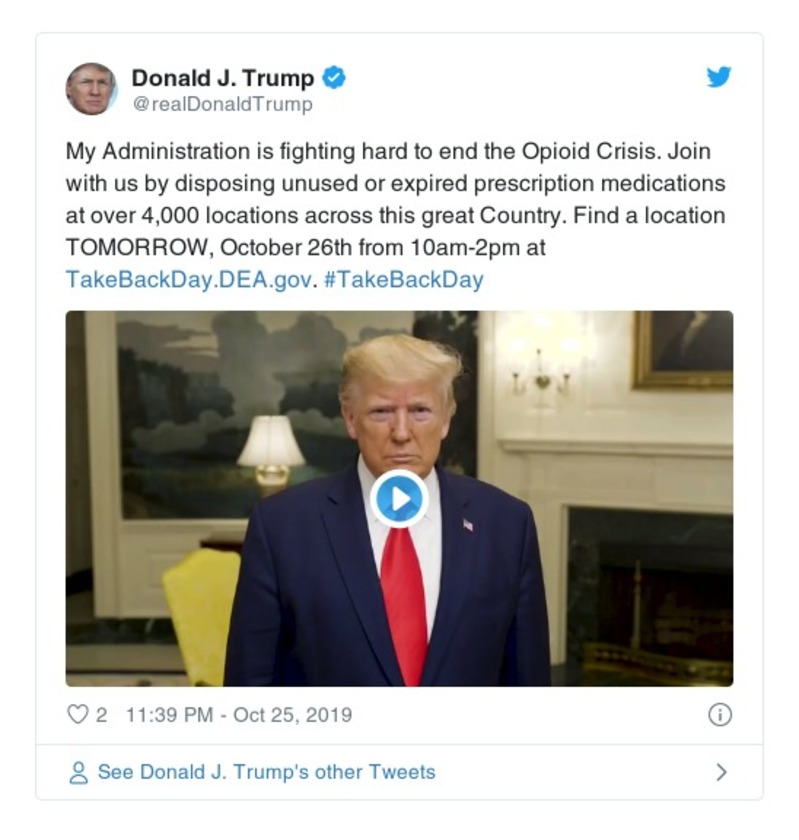 Donald J. Trump
@realDonaldTrump
My Administration is fighting hard to end the Opioid Crisis. Join
with us by disposing unused or expired prescription medications
at over 4,000 locations across this great Country. Find a location
TOMORROW, October 26th from 10am-2pm at
TakeBackDay.DEA.gov. #TakeBackDay
2 11:39 PM - Oct 25, 2019
See Donald J. Trump's other Tweets